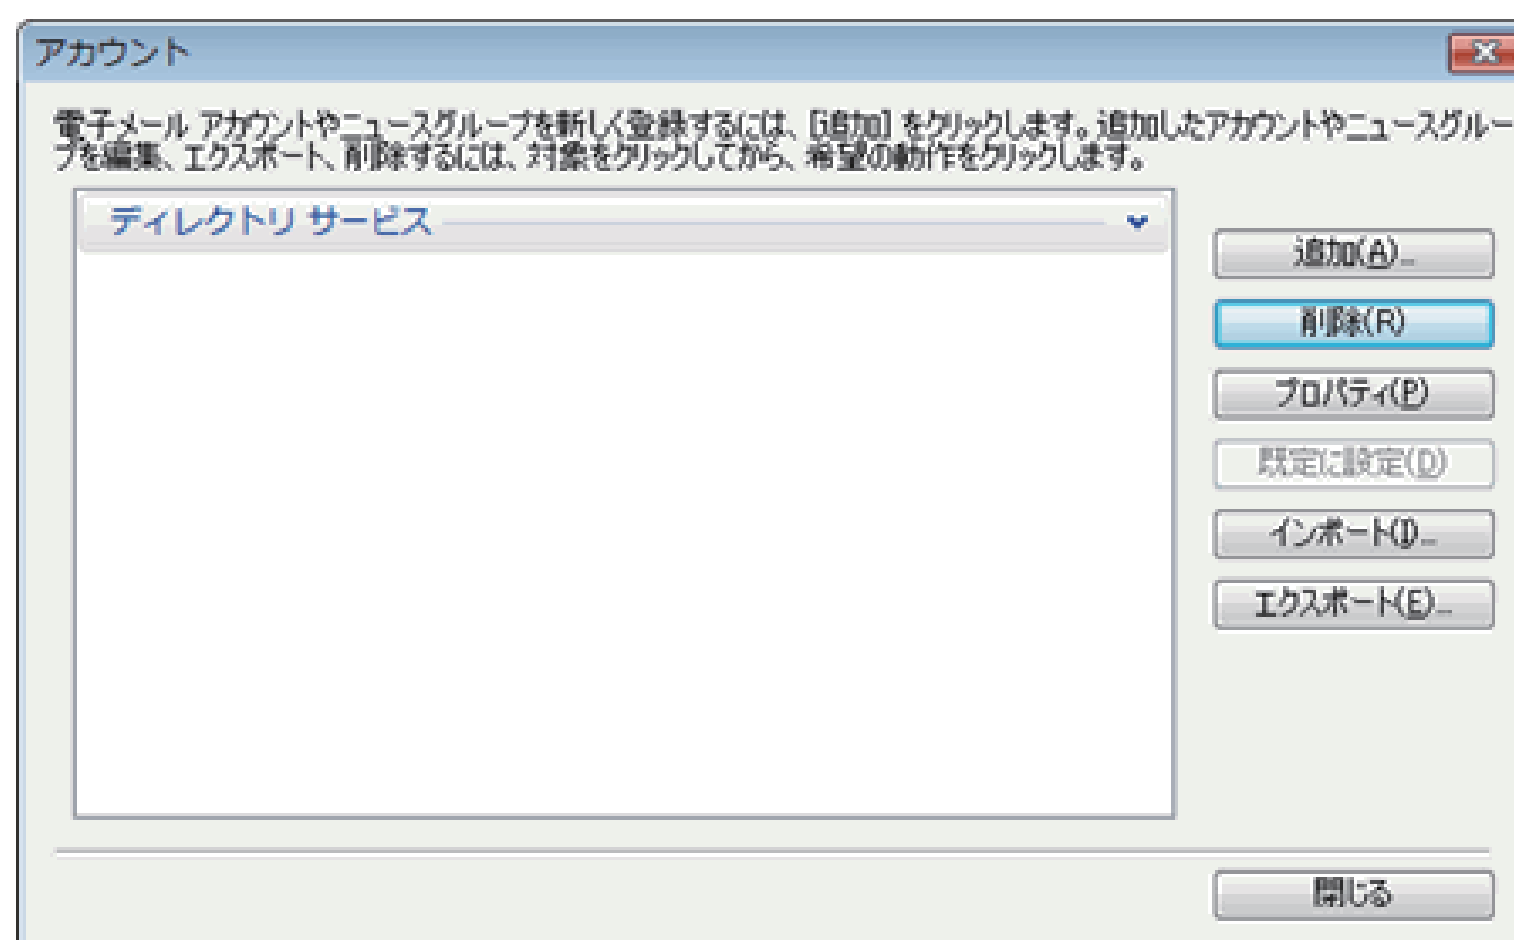 アカウント
電子メール アカウントやニュースグループを新しく登録するには、[追加] をクリックします。追加したアカウントやニュースグルー
プを編集、エクスポート、削除するには、対象をクリックしてから、希望の動作をクリックします。
ディレクトリ サービス
追加(A)...
削除(R)
プロパティ(P)
既定に設定(D)
インポート(I)...
エクスポート(E)...
閉じる